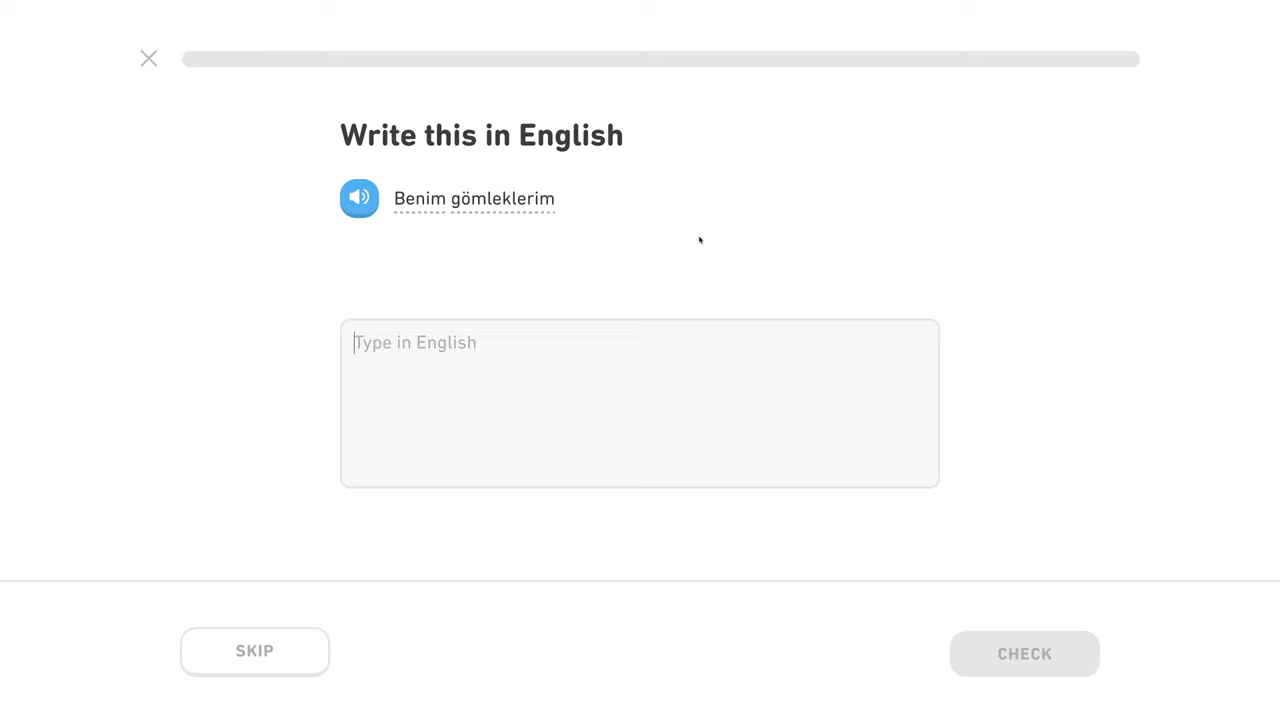 Write this in English
Benim gömleklerim
Type in English
SKIP
CHECK